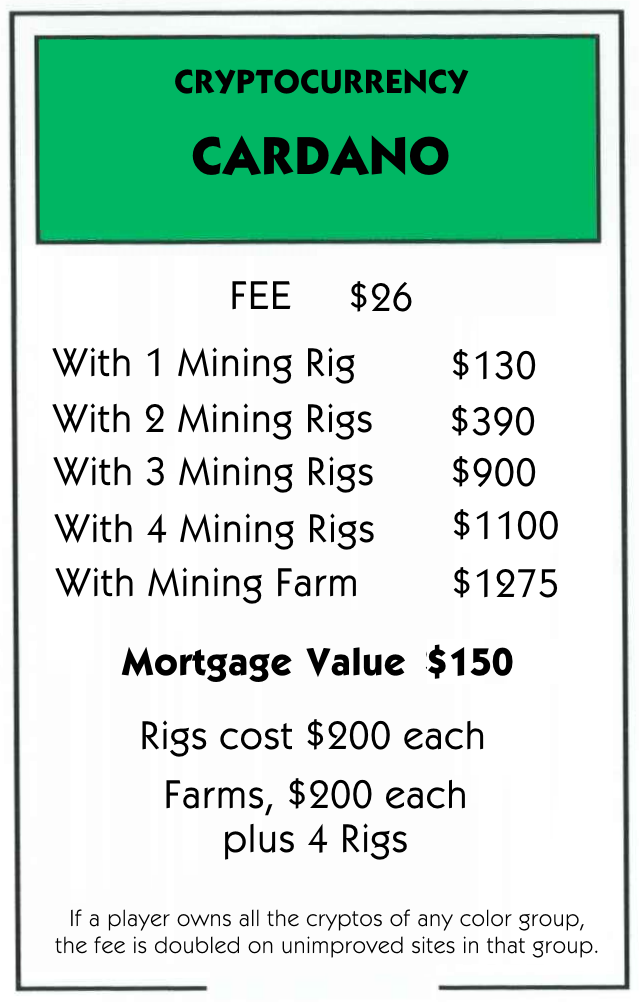 CRYPTOCURRENCY
CARDANO
FEE $26
With 1 Mining Rig $130
With 2 Mining Rigs $390
With 3 Mining Rigs $900
With 4 Mining Rigs $1100
With Mining Farm $1275
Mortgage Value $150
Rigs cost $200 each
Farms, $200 each
plus 4 Rigs
If a player owns all the cryptos of any color group,
the fee is doubled on unimproved sites in that group.